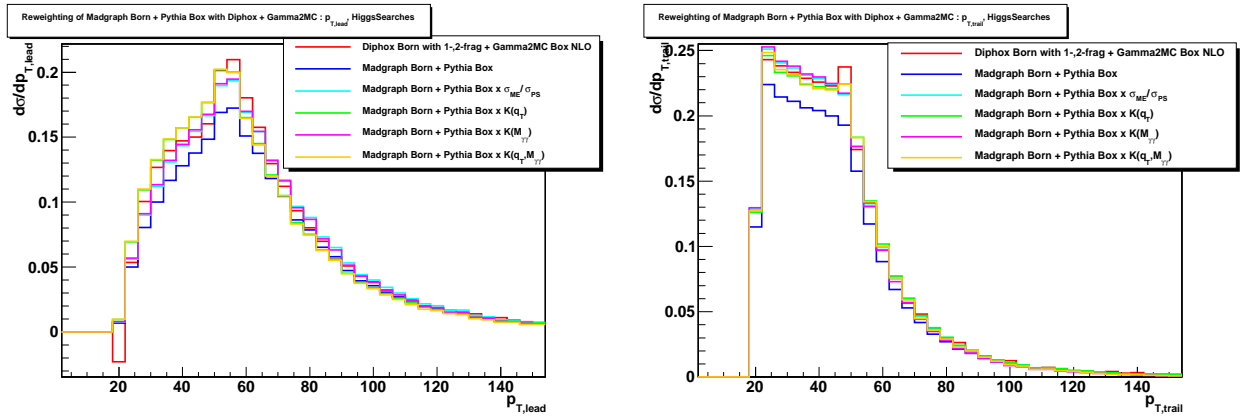 Reweighting of Madgraph Born + Pythia Box with Diphox + Gamma2MC : p_T,lead, HiggsSearches
dσ/dp_T,lead
Diphox Born with 1-,2-frag + Gamma2MC Box NLO
Madgraph Born + Pythia Box
Madgraph Born + Pythia Box x σ_ME/σ_PS
Madgraph Born + Pythia Box x K(q_T)
Madgraph Born + Pythia Box x K(M_γγ)
Madgraph Born + Pythia Box x K(q_T,M_γγ)
0.2
0.15
0.1
0.05
0
20 40 60 80 100 120 140
p_T,lead
Reweighting of Madgraph Born + Pythia Box with Diphox + Gamma2MC : p_T,trail, HiggsSearches
dσ/dp_T,trail
Diphox Born with 1-,2-frag + Gamma2MC Box NLO
Madgraph Born + Pythia Box
Madgraph Born + Pythia Box x σ_ME/σ_PS
Madgraph Born + Pythia Box x K(q_T)
Madgraph Born + Pythia Box x K(M_γγ)
Madgraph Born + Pythia Box x K(q_T,M_γγ)
0.25
0.2
0.15
0.1
0.05
0
20 40 60 80 100 120 140
p_T,trail